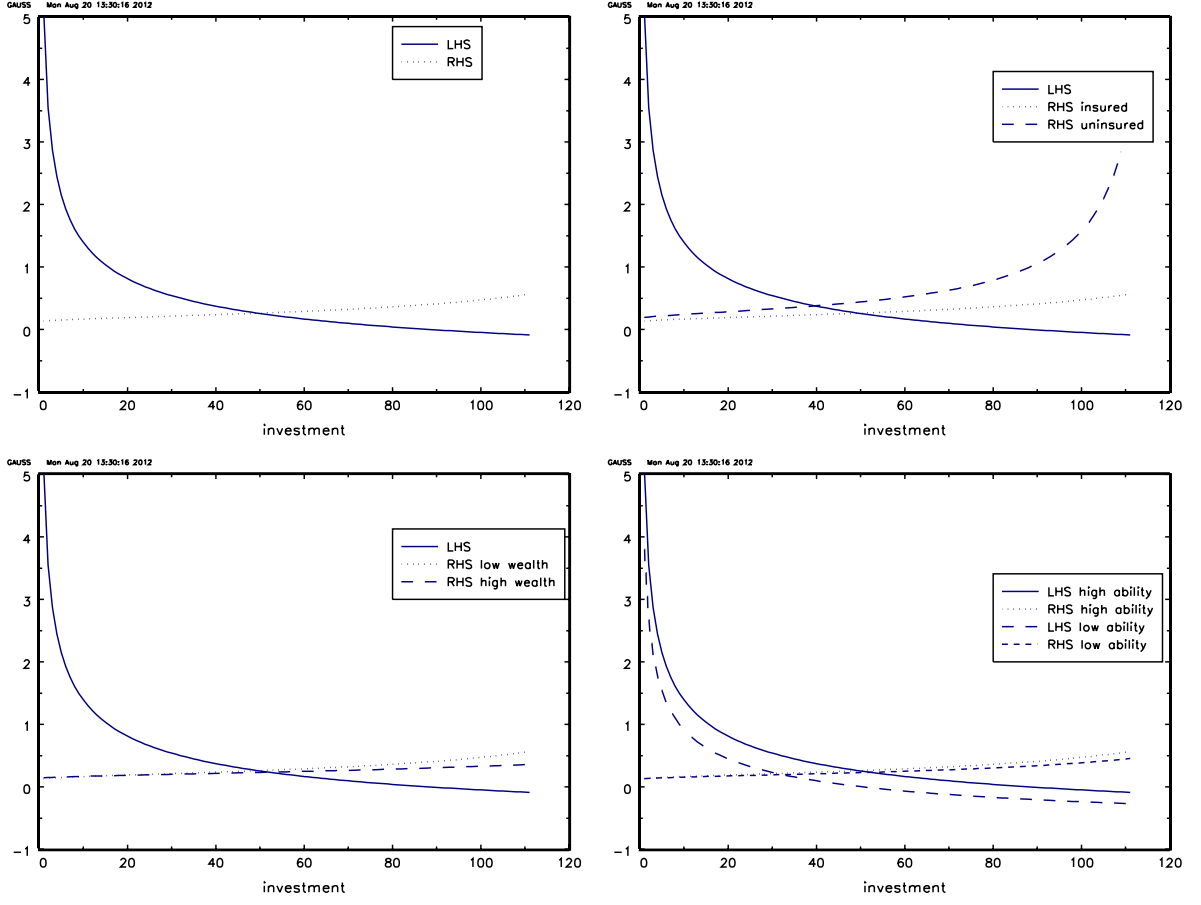 GAUSS Mon Aug 20 13:30:16 2012
5
4
3
2
1
0
-1
0 20 40 60 80 100 120
investment
LHS
RHS
GAUSS Mon Aug 20 13:30:16 2012
5
4
3
2
1
0
-1
0 20 40 60 80 100 120
investment
LHS
RHS insured
RHS uninsured
GAUSS Mon Aug 20 13:30:16 2012
5
4
3
2
1
0
-1
0 20 40 60 80 100 120
investment
LHS
RHS low wealth
RHS high wealth
GAUSS Mon Aug 20 13:30:16 2012
5
4
3
2
1
0
-1
0 20 40 60 80 100 120
investment
LHS high ability
RHS high ability
LHS low ability
RHS low ability